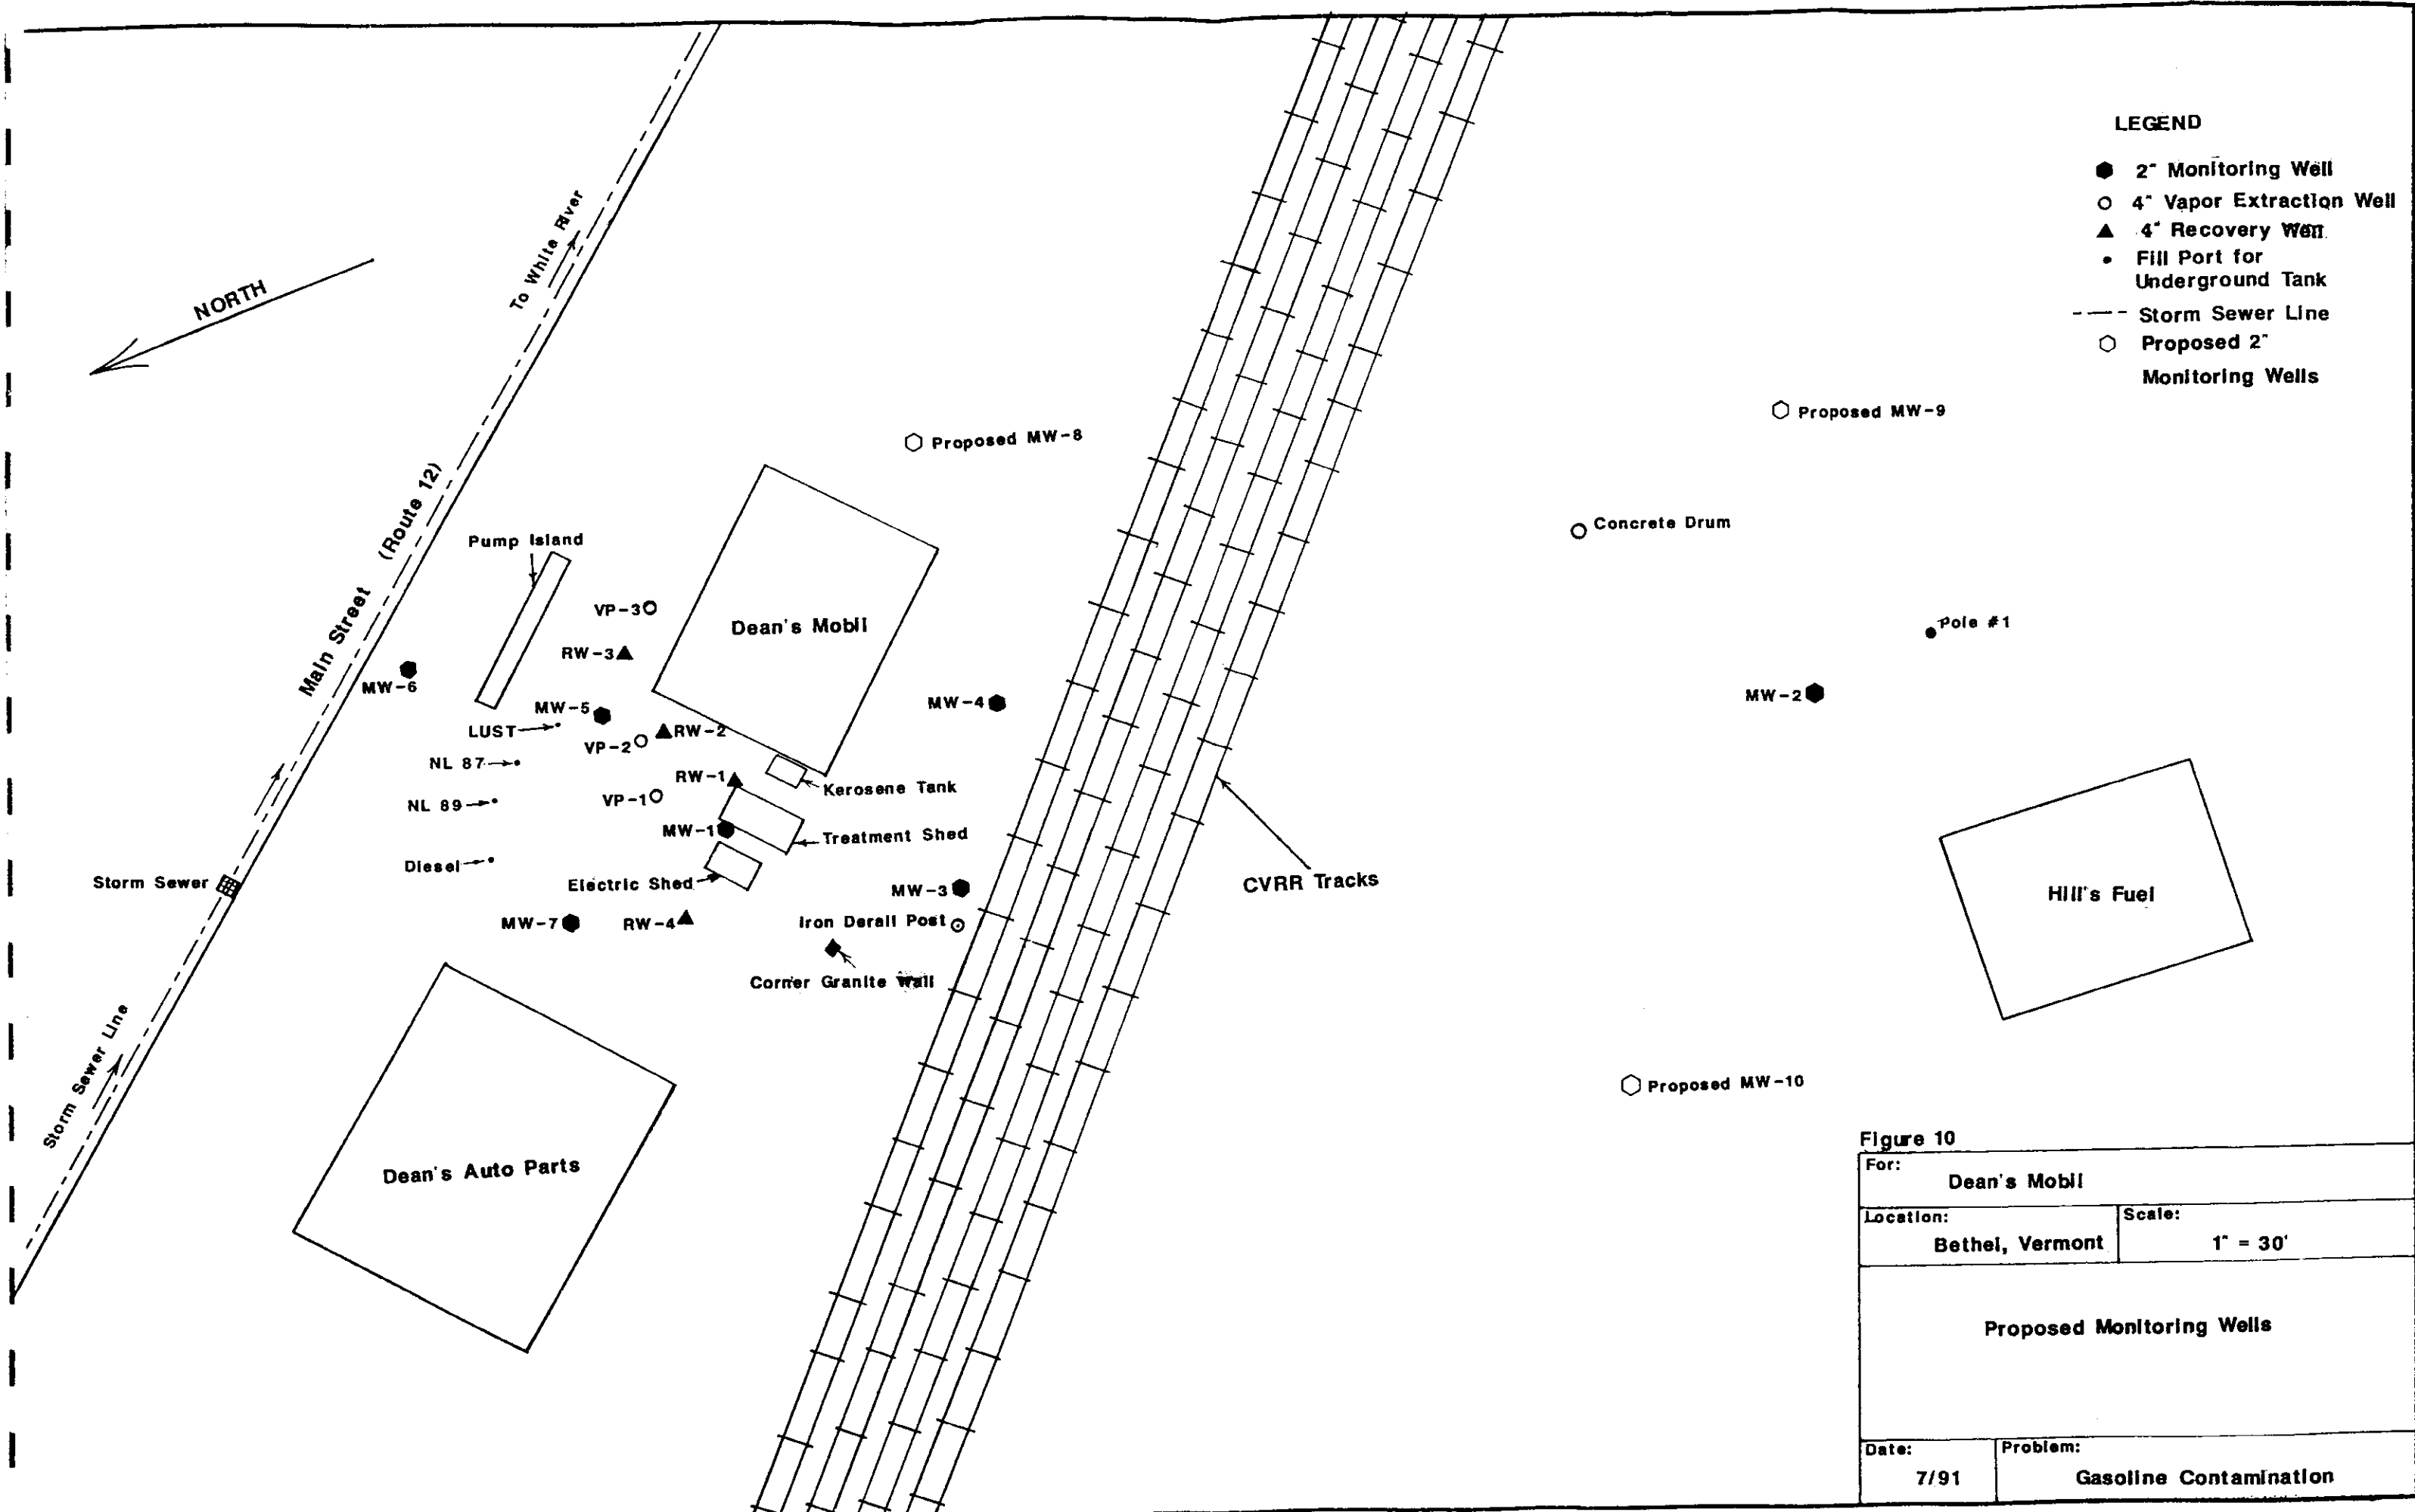 LEGEND
2" Monitoring Well
4" Vapor Extraction Well
4" Recovery Well
Fill Port for
Underground Tank
Storm Sewer Line
Proposed 2"
Monitoring Wells
NORTH
To White River
Main Street (Route 12)
Proposed MW-8
Proposed MW-9
Concrete Drum
Pump Island
VP-3
Dean's Mobil
RW-3
Pole #1
MW-6
MW-5
MW-4
MW-2
LUST
VP-2
RW-2
NL 87
RW-1
Kerosene Tank
NL 89
VP-1
MW-1
Treatment Shed
Diesel
Storm Sewer
Electric Shed
MW-3
CVRR Tracks
Hill's Fuel
MW-7
RW-4
Iron Derail Post
Corner Granite Wall
Storm Sewer Line
Dean's Auto Parts
Proposed MW-10
Figure 10
For:
Dean's Mobil
Location:
Bethel, Vermont
Scale:
1" = 30'
Proposed Monitoring Wells
Date:
7/91
Problem:
Gasoline Contamination